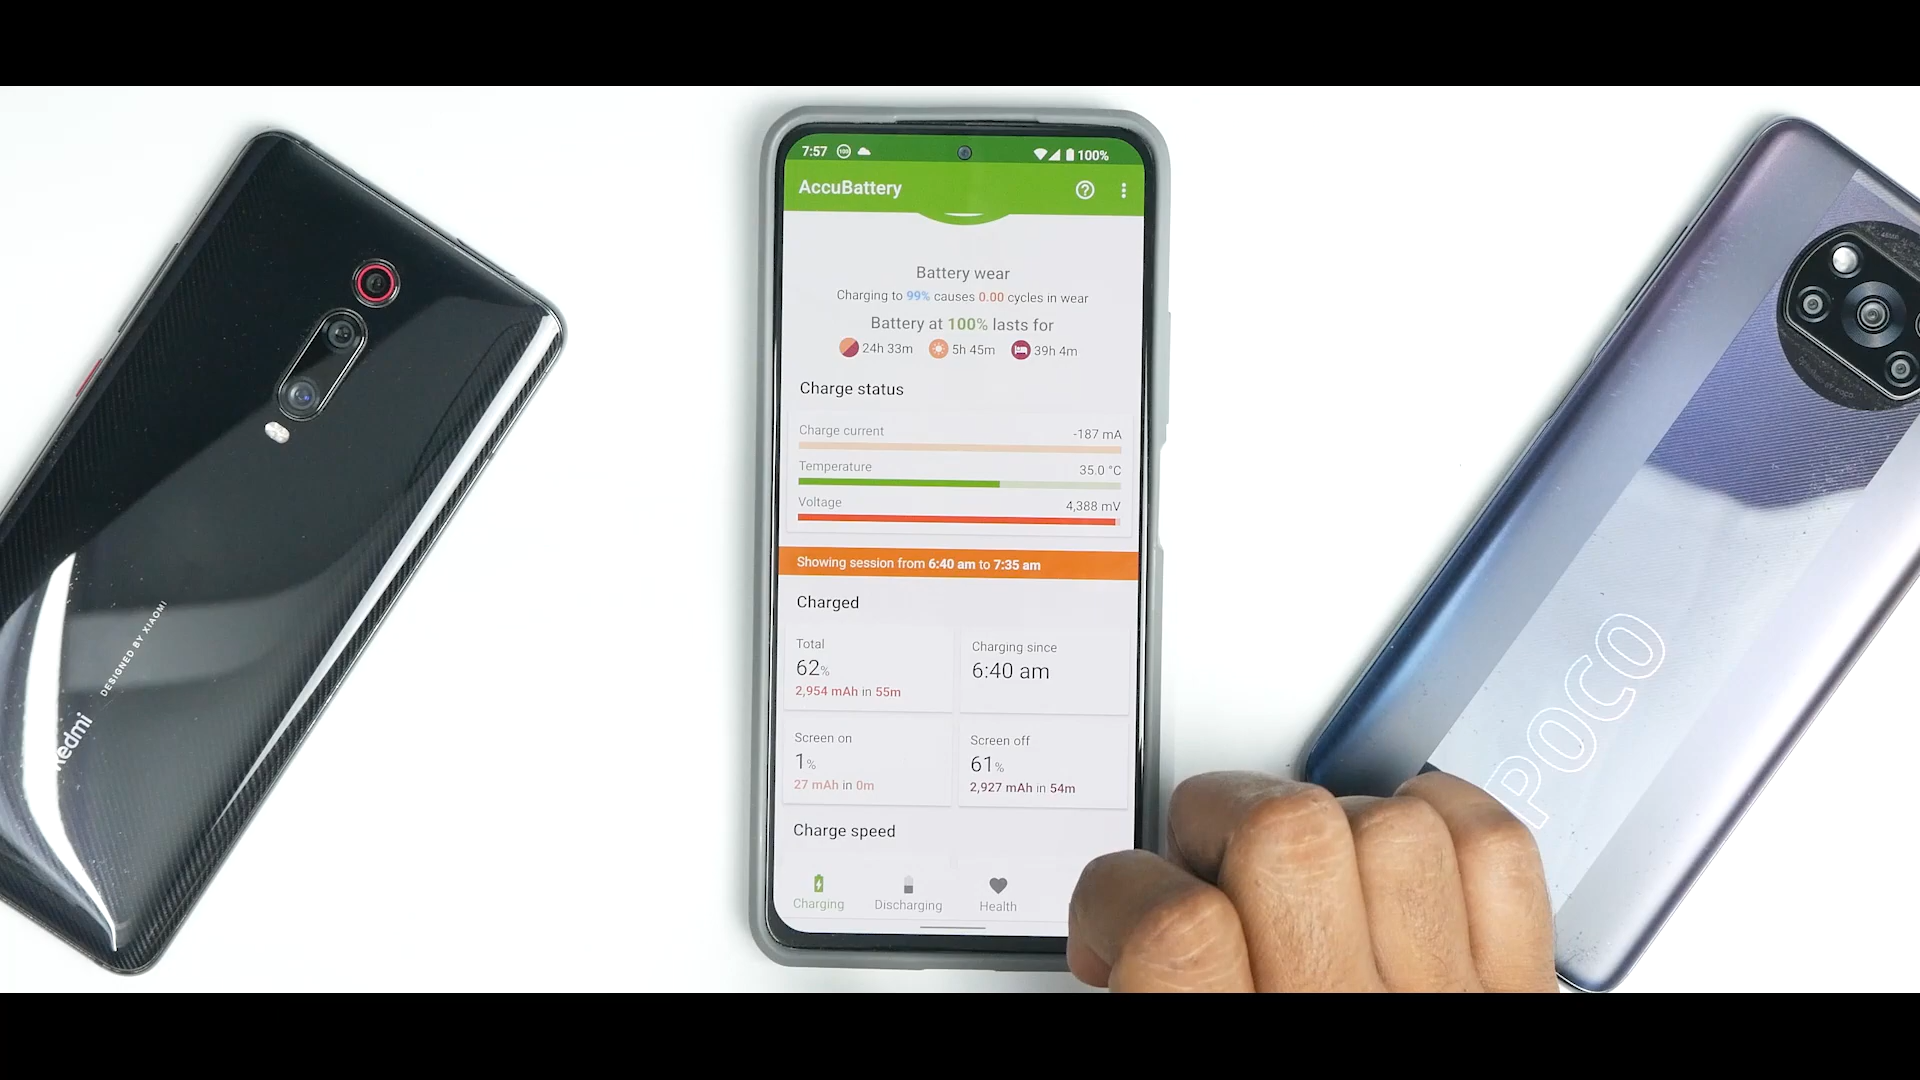 7:57 100%
AccuBattery
Battery wear
Charging to 99% causes 0.00 cycles in wear
Battery at 100% lasts for
24h 33m 5h 45m 39h 4m
Charge status
Charge current -187 mA
Temperature 35.0 °C
Voltage 4,388 mV
Showing session from 6:40 am to 7:35 am
Charged
Total
62%
2,954 mAh in 55m
Charging since
6:40 am
Screen on
1%
27 mAh in 0m
Screen off
61%
2,927 mAh in 54m
Charge speed
Charging Discharging Health
Redmi
DESIGNED BY XIAOMI
POCO